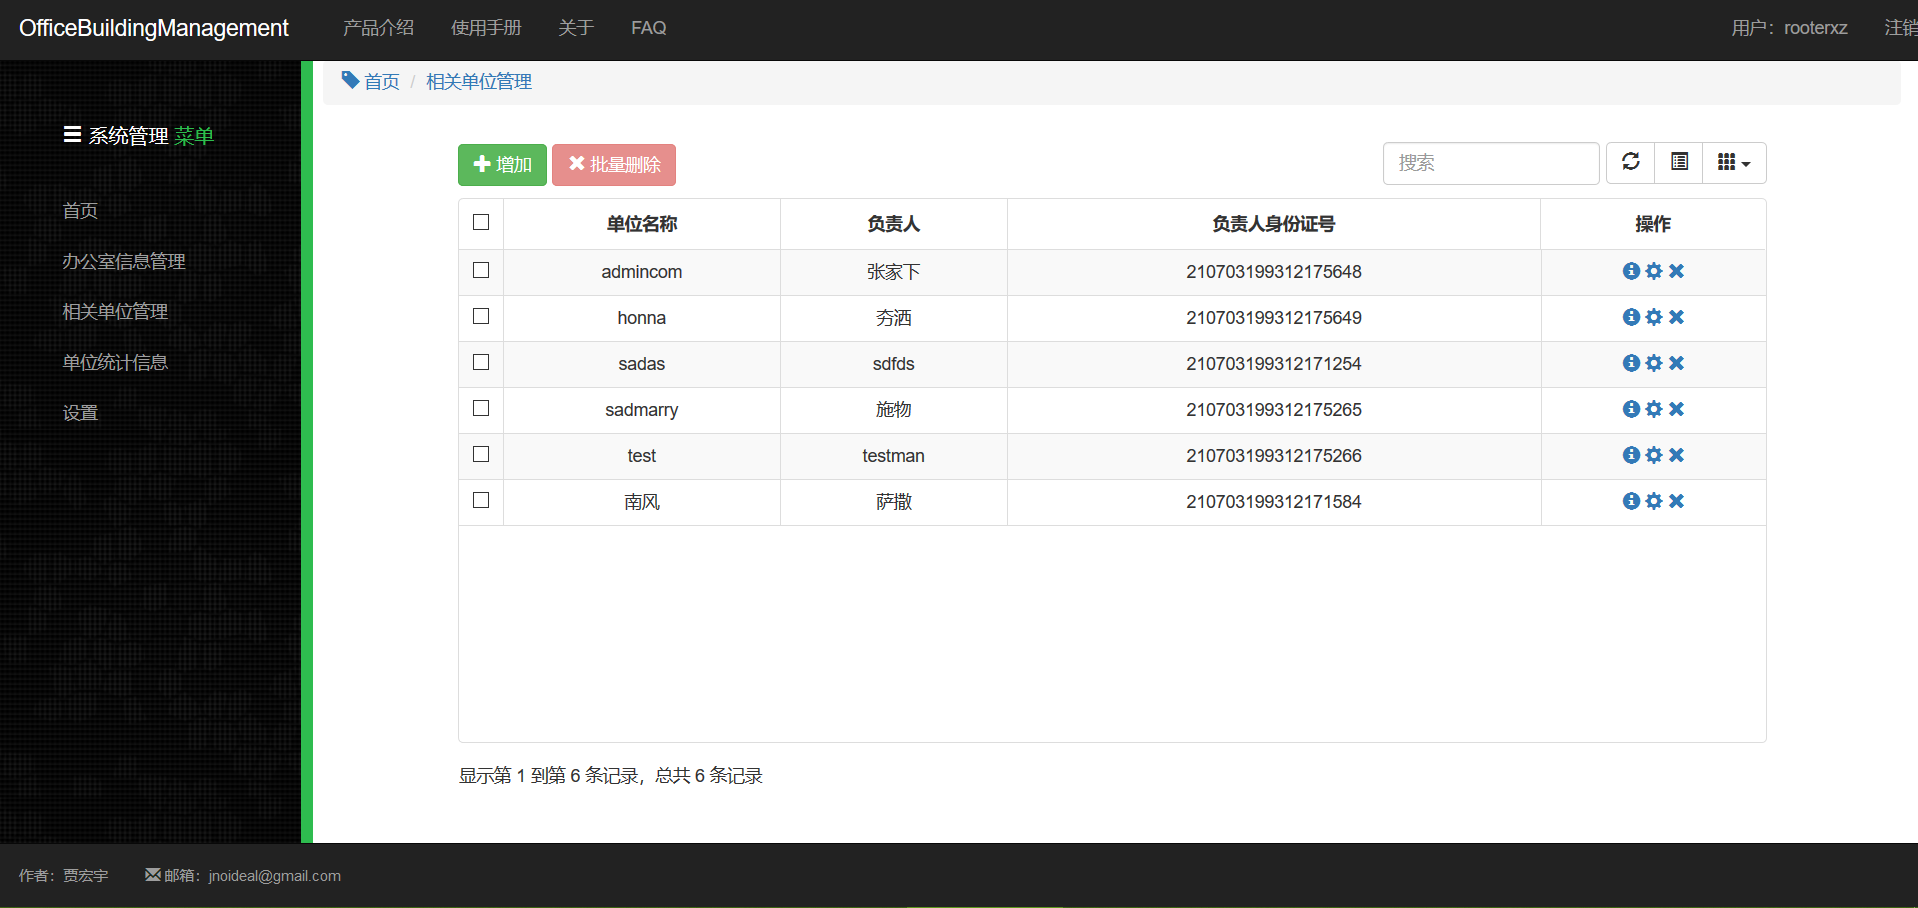 OfficeBuildingManagement 产品介绍 使用手册 关于 FAQ 用户：rooterxz 注销
首页 / 相关单位管理
系统管理 菜单
首页
办公室信息管理
相关单位管理
单位统计信息
设置
增加 批量删除 搜索
单位名称 负责人 负责人身份证号 操作
admincom 张家下 210703199312175648
honna 夯洒 210703199312175649
sadas sdfds 210703199312171254
sadmarry 施物 210703199312175265
test testman 210703199312175266
南风 萨撒 210703199312171584
显示第 1 到第 6 条记录，总共 6 条记录
作者：贾宏宇 邮箱：jnoideal@gmail.com